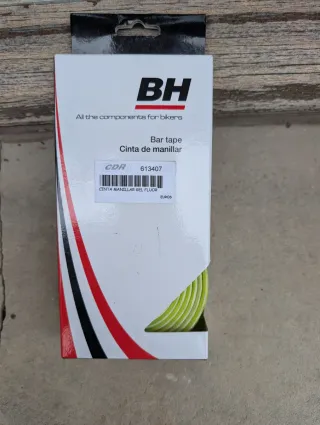 BH
All the components for bikers
Bar tape
Cinta de manillar
CDR 613407
CINTA MANILLAR GEL FLUOR